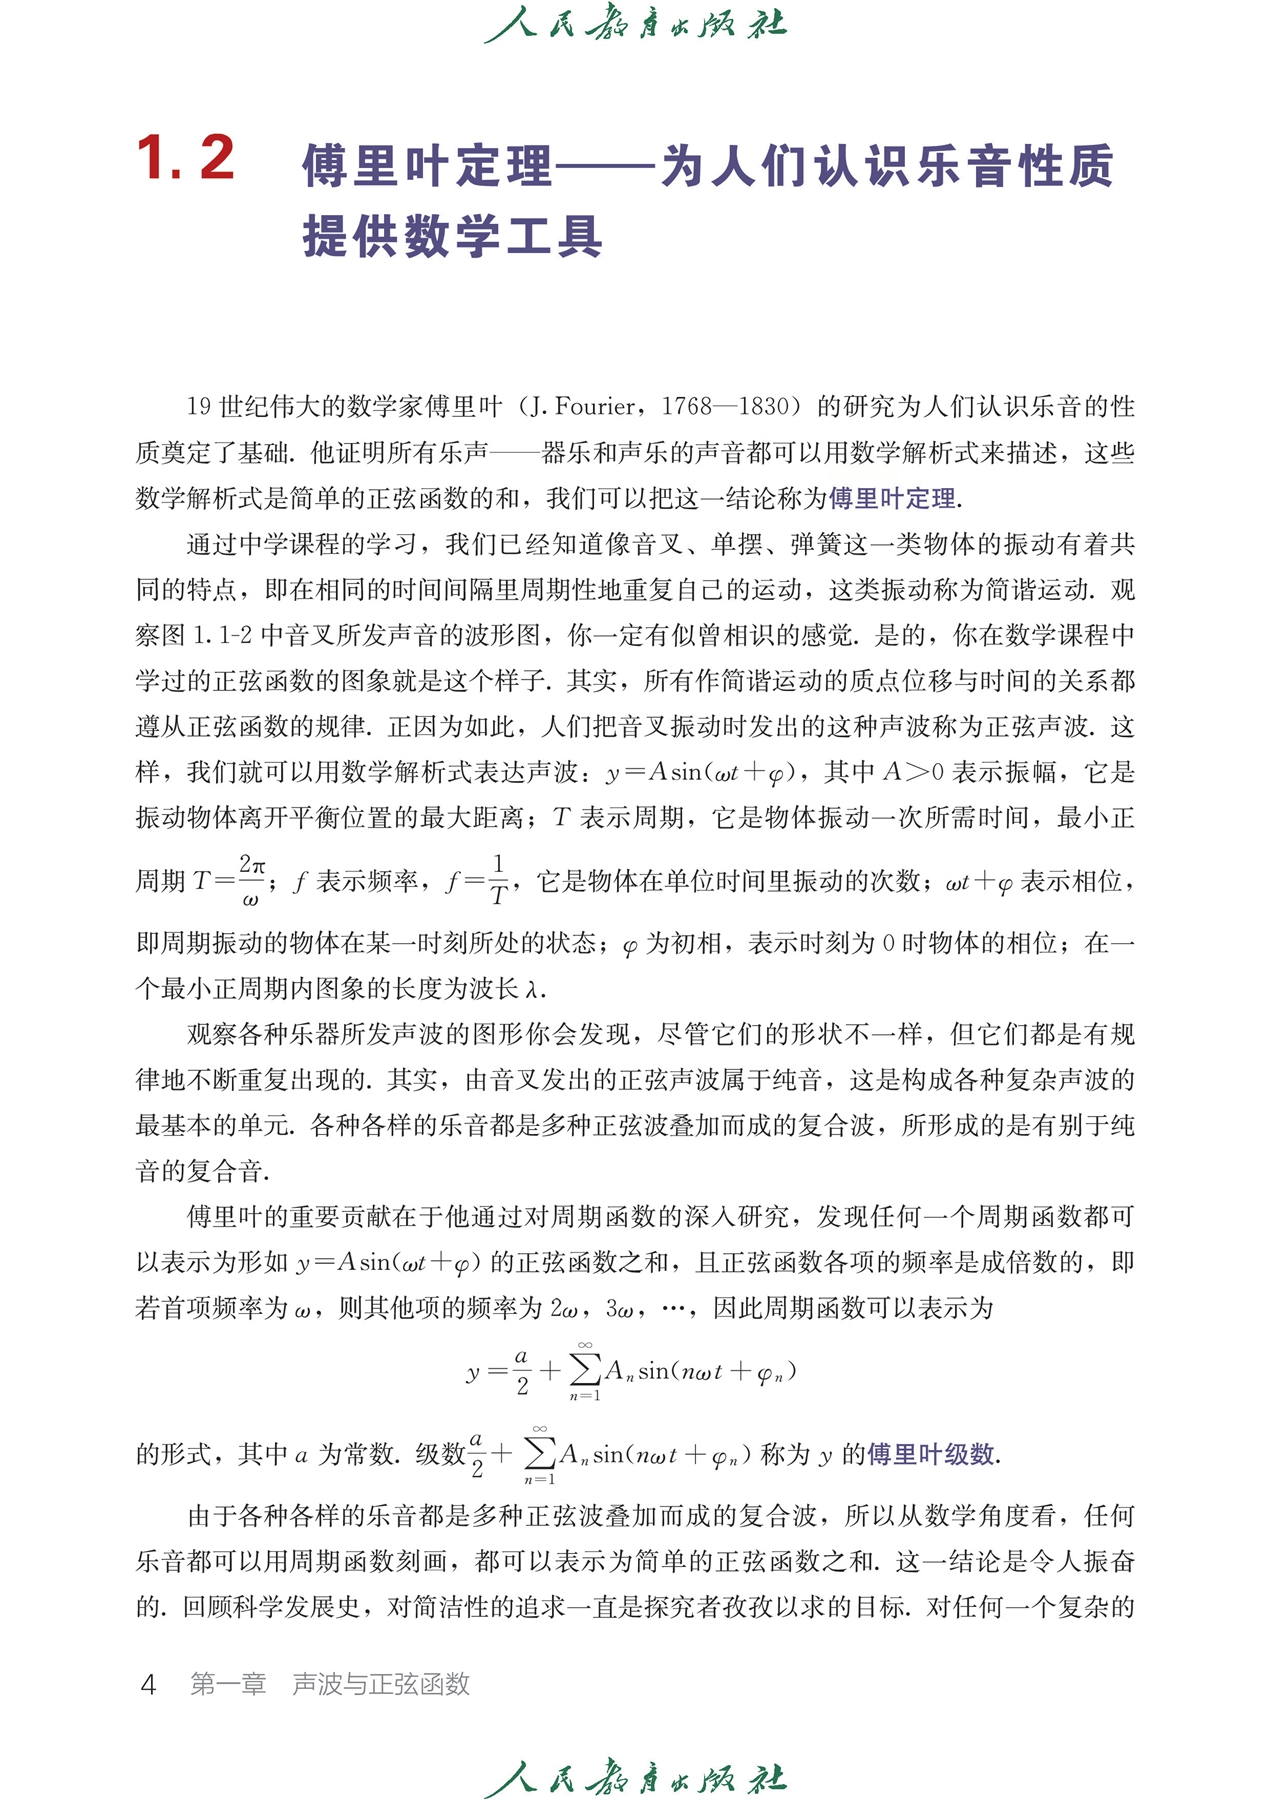 人民教育出版社
1.2 傅里叶定理——为人们认识乐音性质
提供数学工具
19 世纪伟大的数学家傅里叶（J. Fourier，1768—1830）的研究为人们认识乐音的性
质奠定了基础. 他证明所有乐声——器乐和声乐的声音都可以用数学解析式来描述，这些
数学解析式是简单的正弦函数的和，我们可以把这一结论称为傅里叶定理.
通过中学课程的学习，我们已经知道像音叉、单摆、弹簧这一类物体的振动有着共
同的特点，即在相同的时间间隔里周期性地重复自己的运动，这类振动称为简谐运动. 观
察图 1.1-2 中音叉所发声音的波形图，你一定有似曾相识的感觉. 是的，你在数学课程中
学过的正弦函数的图象就是这个样子. 其实，所有作简谐运动的质点位移与时间的关系都
遵从正弦函数的规律. 正因为如此，人们把音叉振动时发出的这种声波称为正弦声波. 这
样，我们就可以用数学解析式表达声波：y＝Asin(ωt＋φ)，其中 A＞0 表示振幅，它是
振动物体离开平衡位置的最大距离；T 表示周期，它是物体振动一次所需时间，最小正
周期 T＝2π/ω；f 表示频率，f＝1/T，它是物体在单位时间里振动的次数；ωt＋φ 表示相位，
即周期振动的物体在某一时刻所处的状态；φ 为初相，表示时刻为 0 时物体的相位；在一
个最小正周期内图象的长度为波长 λ.
观察各种乐器所发声波的图形你会发现，尽管它们的形状不一样，但它们都是有规
律地不断重复出现的. 其实，由音叉发出的正弦声波属于纯音，这是构成各种复杂声波的
最基本的单元. 各种各样的乐音都是多种正弦波叠加而成的复合波，所形成的是有别于纯
音的复合音.
傅里叶的重要贡献在于他通过对周期函数的深入研究，发现任何一个周期函数都可
以表示为形如 y＝Asin(ωt＋φ) 的正弦函数之和，且正弦函数各项的频率是成倍数的，即
若首项频率为 ω，则其他项的频率为 2ω，3ω，…，因此周期函数可以表示为
y＝a/2＋∑_{n=1}^{∞} A_n sin(nωt＋φ_n)
的形式，其中 a 为常数. 级数 a/2＋∑_{n=1}^{∞} A_n sin(nωt＋φ_n) 称为 y 的傅里叶级数.
由于各种各样的乐音都是多种正弦波叠加而成的复合波，所以从数学角度看，任何
乐音都可以用周期函数刻画，都可以表示为简单的正弦函数之和. 这一结论是令人振奋
的. 回顾科学发展史，对简洁性的追求一直是探究者孜孜以求的目标. 对任何一个复杂的
4 第一章 声波与正弦函数
人民教育出版社